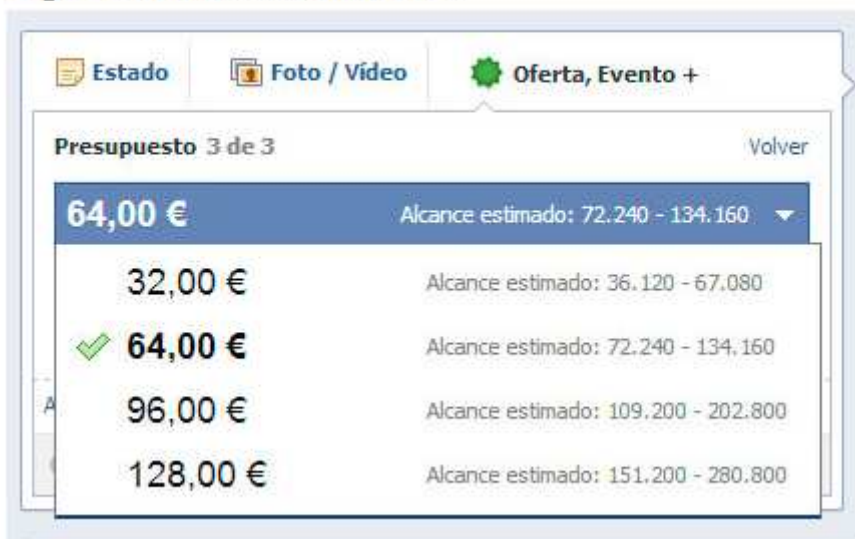 Estado Foto / Vídeo Oferta, Evento +
Presupuesto 3 de 3 Volver
64,00 € Alcance estimado: 72.240 - 134.160
32,00 € Alcance estimado: 36.120 - 67.080
64,00 € Alcance estimado: 72.240 - 134.160
96,00 € Alcance estimado: 109.200 - 202.800
128,00 € Alcance estimado: 151.200 - 280.800